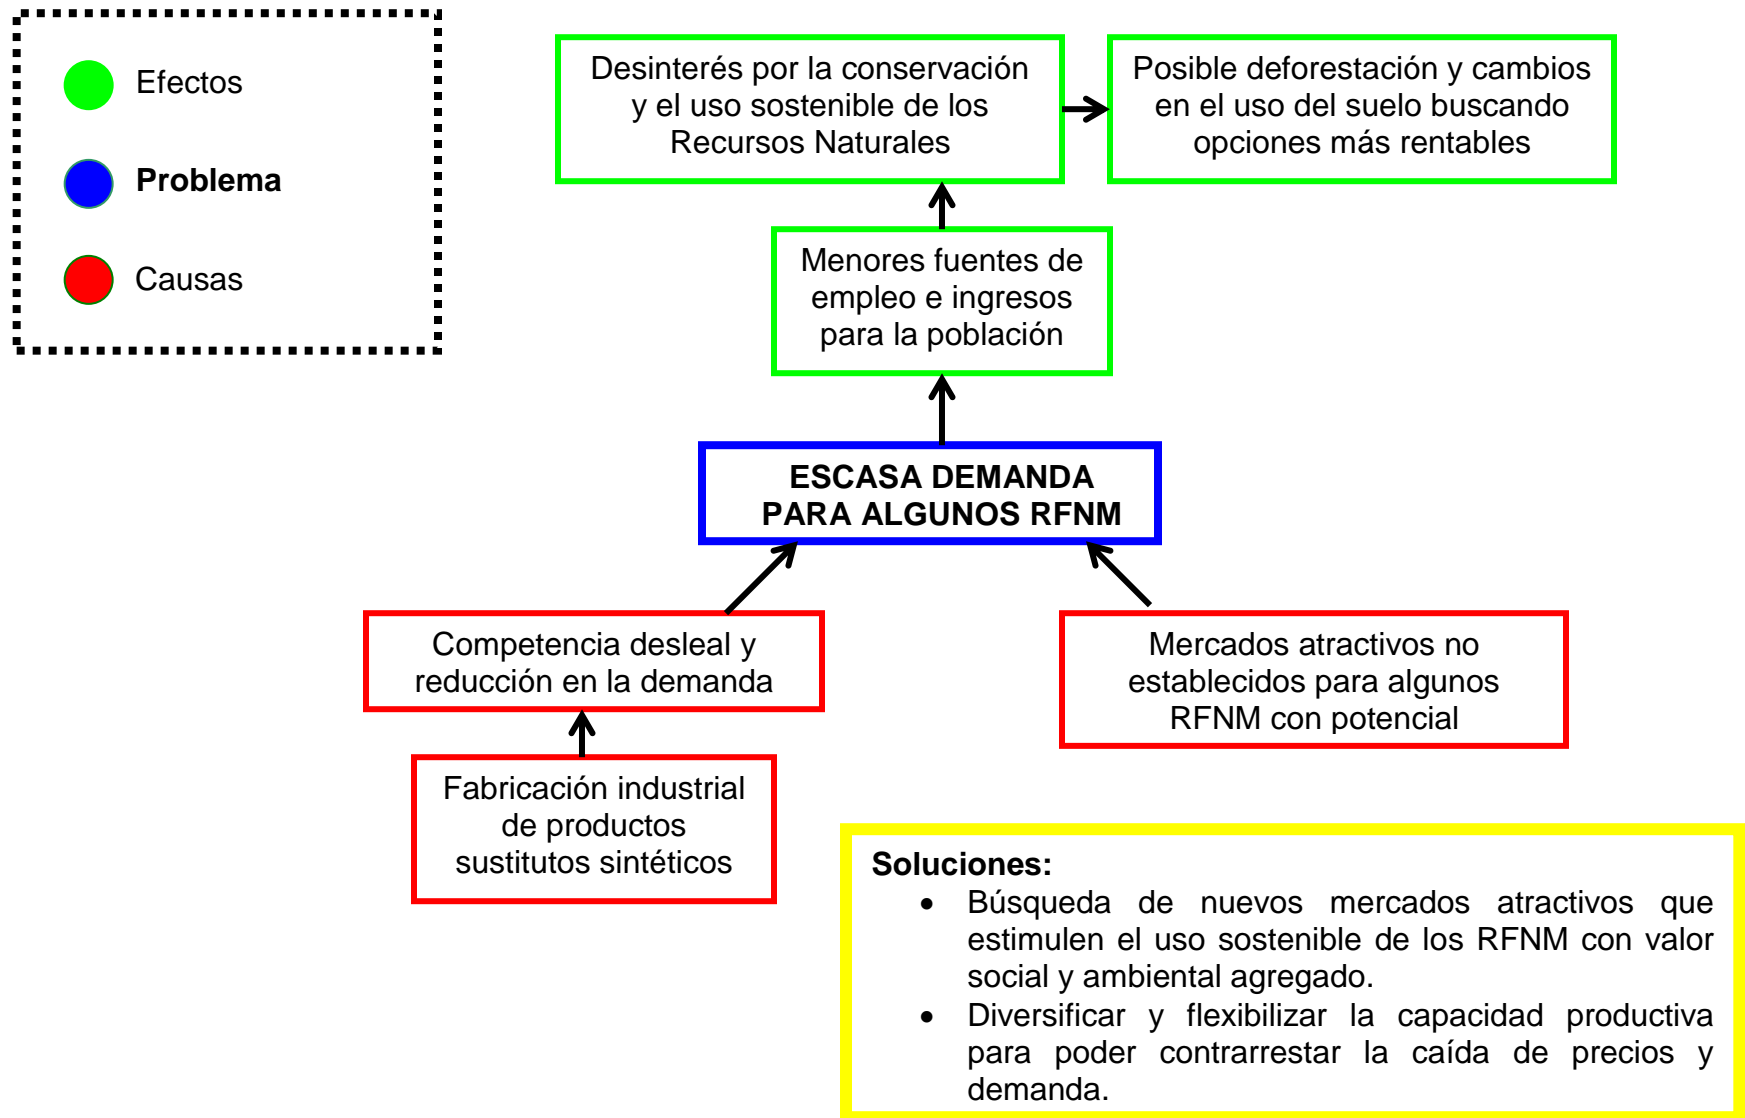 Efectos
Problema
Causas
Desinterés por la conservación
y el uso sostenible de los
Recursos Naturales
Posible deforestación y cambios
en el uso del suelo buscando
opciones más rentables
Menores fuentes de
empleo e ingresos
para la población
ESCASA DEMANDA
PARA ALGUNOS RFNM
Competencia desleal y
reducción en la demanda
Mercados atractivos no
establecidos para algunos
RFNM con potencial
Fabricación industrial
de productos
sustitutos sintéticos
Soluciones:
• Búsqueda de nuevos mercados atractivos que
estimulen el uso sostenible de los RFNM con valor
social y ambiental agregado.
• Diversificar y flexibilizar la capacidad productiva
para poder contrarrestar la caída de precios y
demanda.